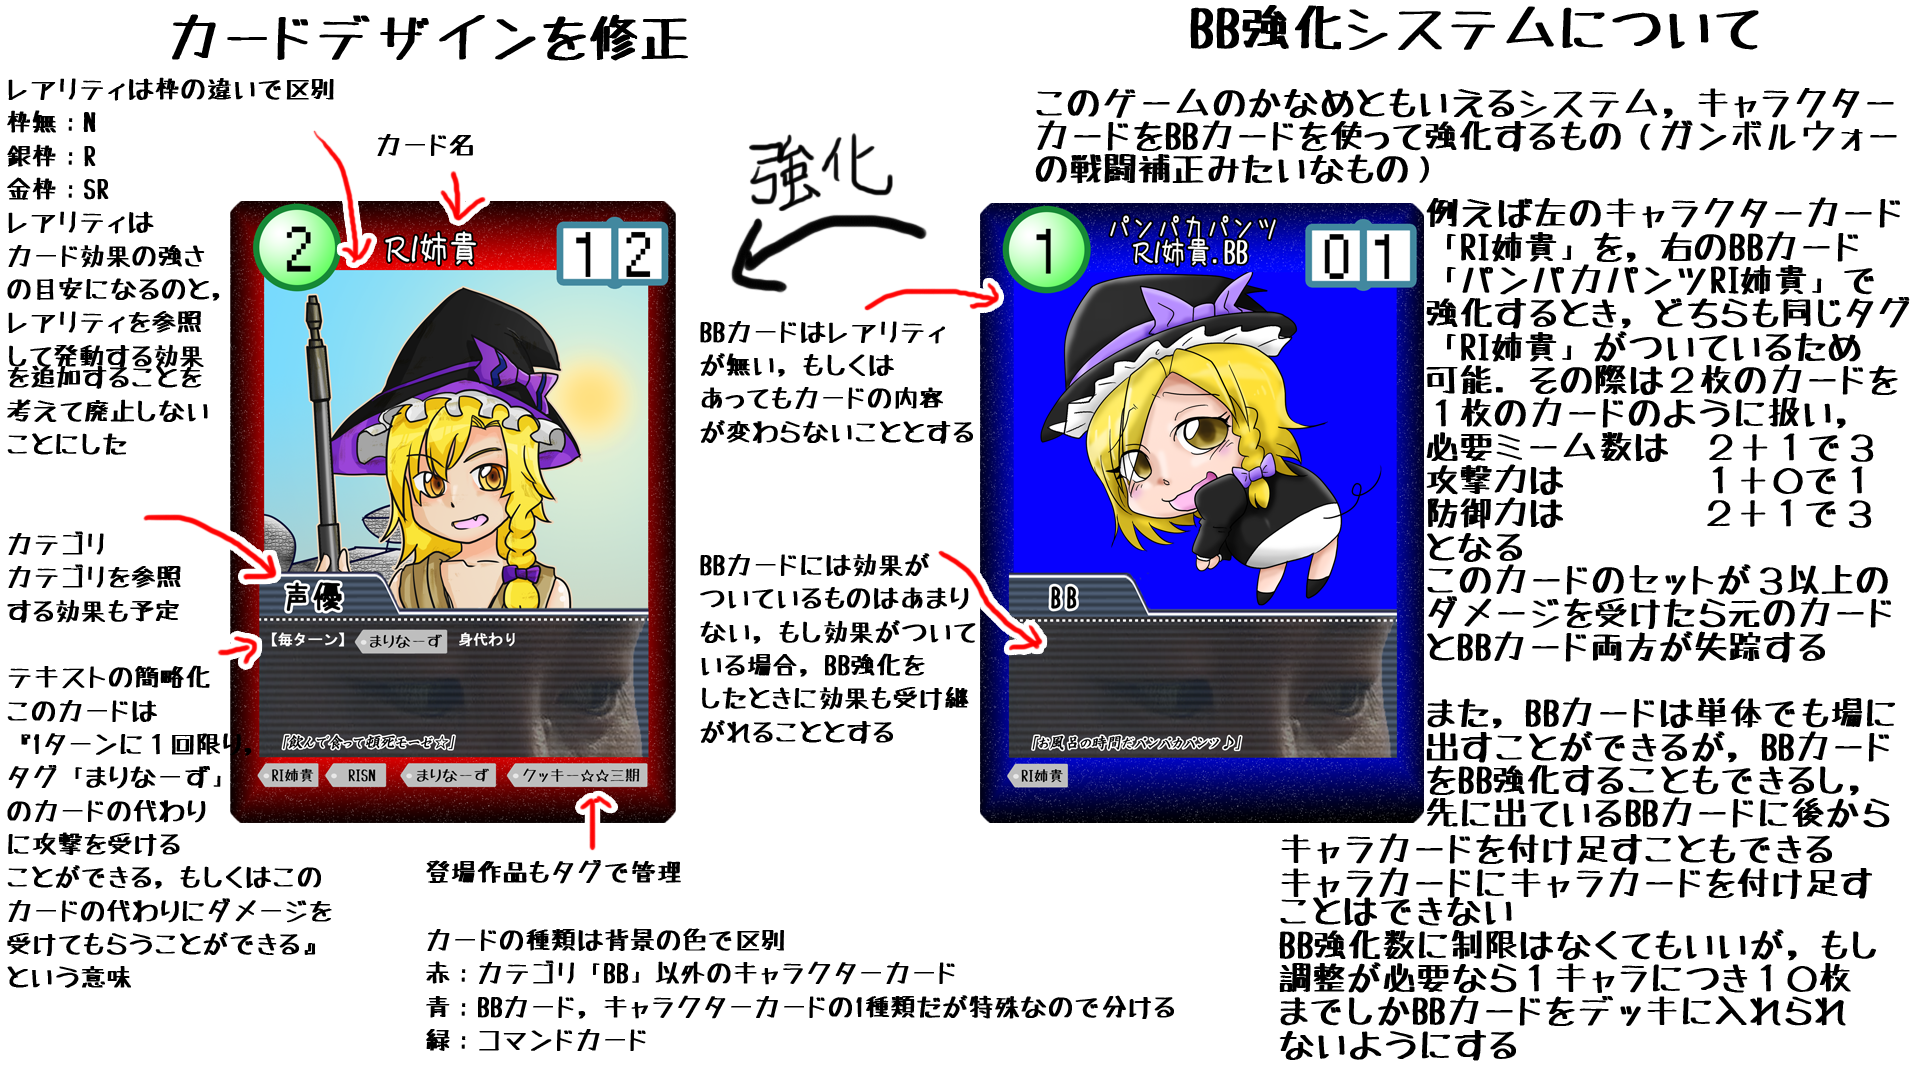 カードデザインを修正
レアリティは枠の違いで区別
枠無：N
銀枠：R
金枠：SR
レアリティは
カード効果の強さ
の目安になるのと，
レアリティを参照
して発動する効果
を追加することを
考えて廃止しない
ことにした
カード名
カテゴリ
カテゴリを参照
する効果も予定
テキストの簡略化
このカードは
『1ターンに１回限り，
タグ「まりなーず」
のカードの代わり
に攻撃を受ける
ことができる，もしくはこの
カードの代わりにダメージを
受けてもらうことができる』
という意味
2
RI姉貴
1 2
声優
【毎ターン】 まりなーず 身代わり
『飲んで食って頓死モーゼ☆』
RI姉貴 RISN まりなーず クッキー☆☆三期
登場作品もタグで管理
カードの種類は背景の色で区別
赤：カテゴリ「BB」以外のキャラクターカード
青：BBカード，キャラクターカードの1種類だが特殊なので分ける
緑：コマンドカード
強化
BBカードはレアリティ
が無い，もしくは
あってもカードの内容
が変わらないこととする
BBカードには効果が
ついているものはあまり
ない，もし効果がついて
いる場合，BB強化を
したときに効果も受け継
がれることとする
1
パンパカパンツ
RI姉貴.BB
0 1
BB
『お風呂の時間だパンパカパンツ♪』
RI姉貴
BB強化システムについて
このゲームのかなめともいえるシステム，キャラクター
カードをBBカードを使って強化するもの（ガンボルウォー
の戦闘補正みたいなもの）
例えば左のキャラクターカード
「RI姉貴」を，右のBBカード
「パンパカパンツRI姉貴」で
強化するとき，どちらも同じタグ
「RI姉貴」がついているため
可能．その際は２枚のカードを
１枚のカードのように扱い，
必要ミーム数は ２＋１で３
攻撃力は １＋０で１
防御力は ２＋１で３
となる
このカードのセットが３以上の
ダメージを受けたら元のカード
とBBカード両方が失踪する
また，BBカードは単体でも場に
出すことができるが，BBカード
をBB強化することもできるし，
先に出ているBBカードに後から
キャラカードを付け足すこともできる
キャラカードにキャラカードを付け足す
ことはできない
BB強化数に制限はなくてもいいが，もし
調整が必要なら１キャラにつき１０枚
までしかBBカードをデッキに入れられ
ないようにする